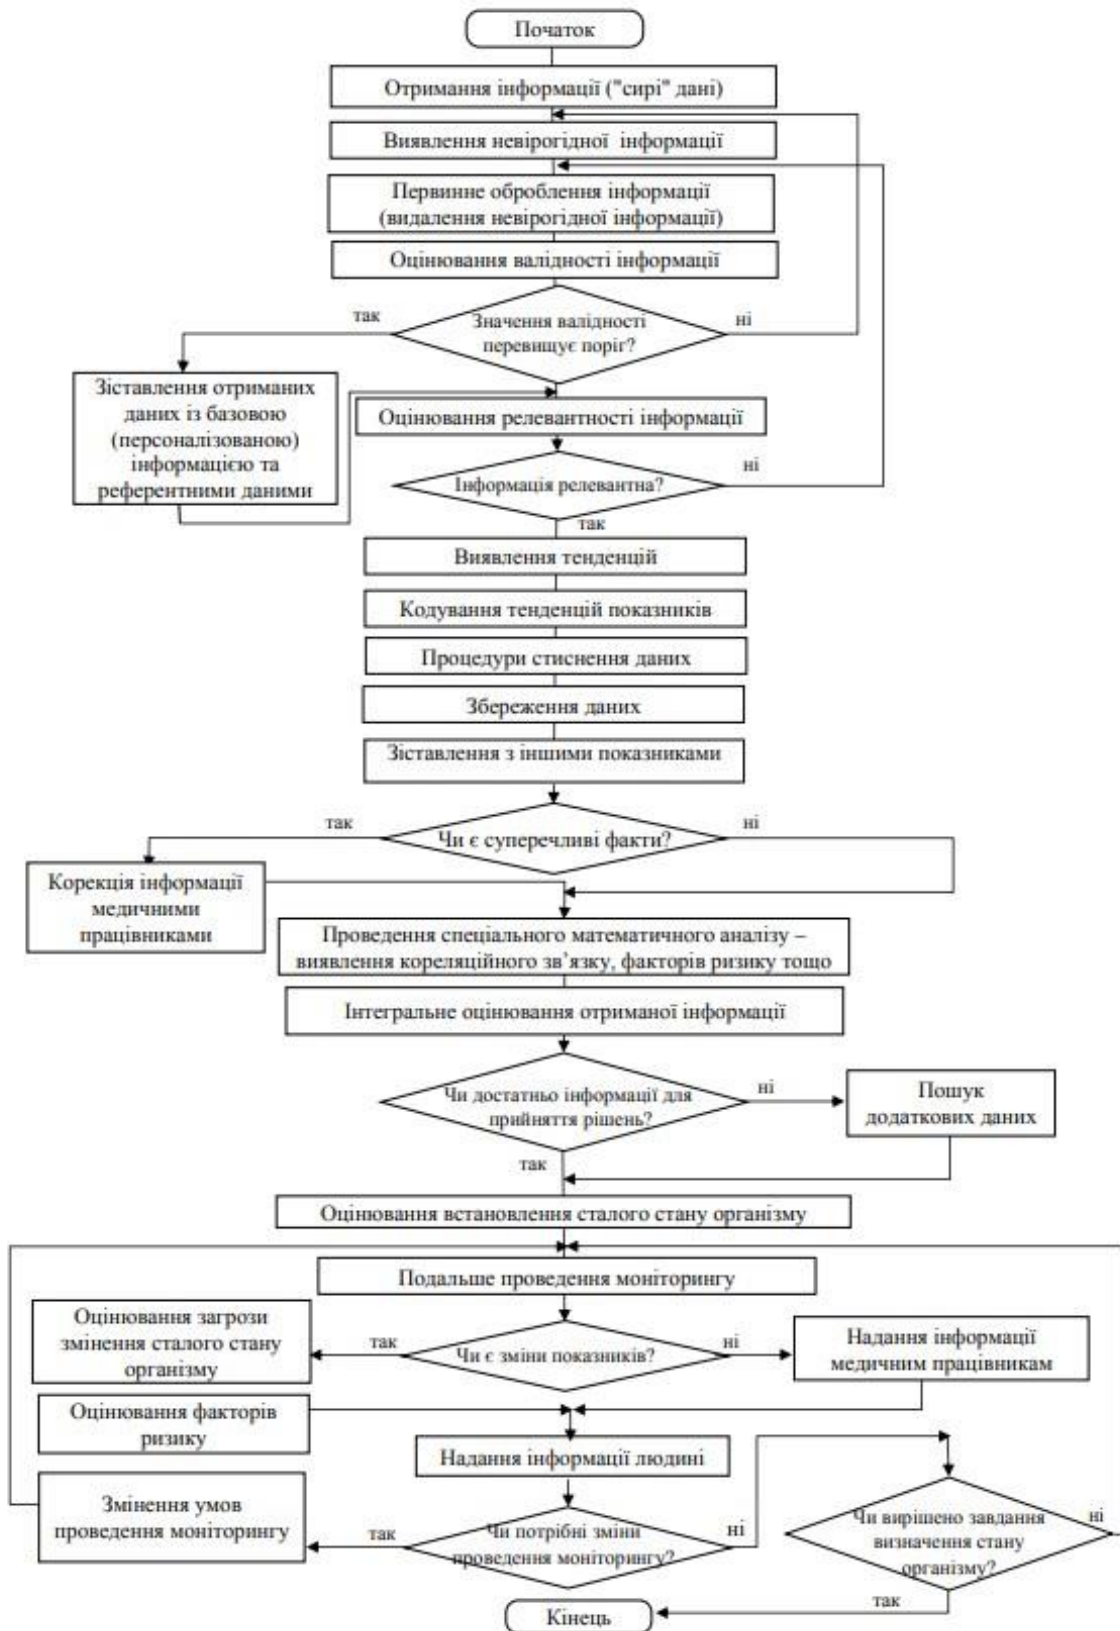 Початок
Отримання інформації ("сирі" дані)
Виявлення невірогідної інформації
Первинне оброблення інформації
(видалення невірогідної інформації)
Оцінювання валідності інформації
так
Значення валідності
перевищує поріг?
ні
Зіставлення отриманих
даних із базовою
(персоналізованою)
інформацією та
референтними даними
Оцінювання релевантності інформації
Інформація релевантна?
ні
так
Виявлення тенденцій
Кодування тенденцій показників
Процедури стиснення даних
Збереження даних
Зіставлення з іншими показниками
так
Чи є суперечливі факти?
ні
Корекція інформації
медичними
працівниками
Проведення спеціального математичного аналізу –
виявлення кореляційного зв’язку, факторів ризику тощо
Інтегральне оцінювання отриманої інформації
Чи достатньо інформації для
прийняття рішень?
ні
Пошук
додаткових даних
так
Оцінювання встановлення сталого стану організму
Подальше проведення моніторингу
Оцінювання загрози
змінення сталого стану
організму
так
Чи є зміни показників?
ні
Надання інформації
медичним працівникам
Оцінювання факторів
ризику
Надання інформації людині
Змінення умов
проведення моніторингу
так
Чи потрібні зміни
проведення моніторингу?
ні
Чи вирішено завдання
визначення стану
організму?
ні
так
Кінець